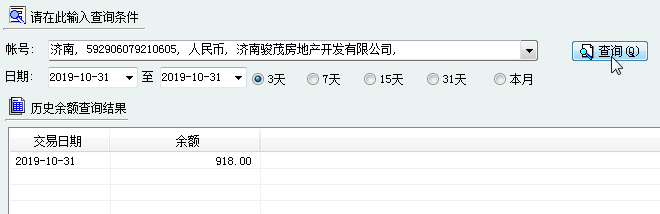 请在此输入查询条件
帐号: 济南, 592906079210605, 人民币, 济南骏茂房地产开发有限公司, 查询(Q)
日期: 2019-10-31 至 2019-10-31 3天 7天 15天 31天 本月
历史余额查询结果
交易日期 余额
2019-10-31 918.00